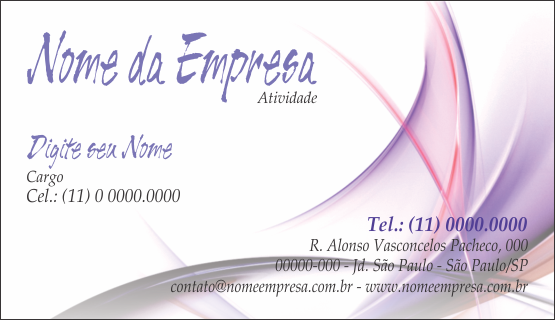 Nome da Empresa
Atividade
Digite seu Nome
Cargo
Cel.: (11) 0 0000.0000
Tel.: (11) 0000.0000
R. Alonso Vasconcelos Pacheco, 000
00000-000 - Jd. São Paulo - São Paulo/SP
contato@nomeempresa.com.br - www.nomeempresa.com.br